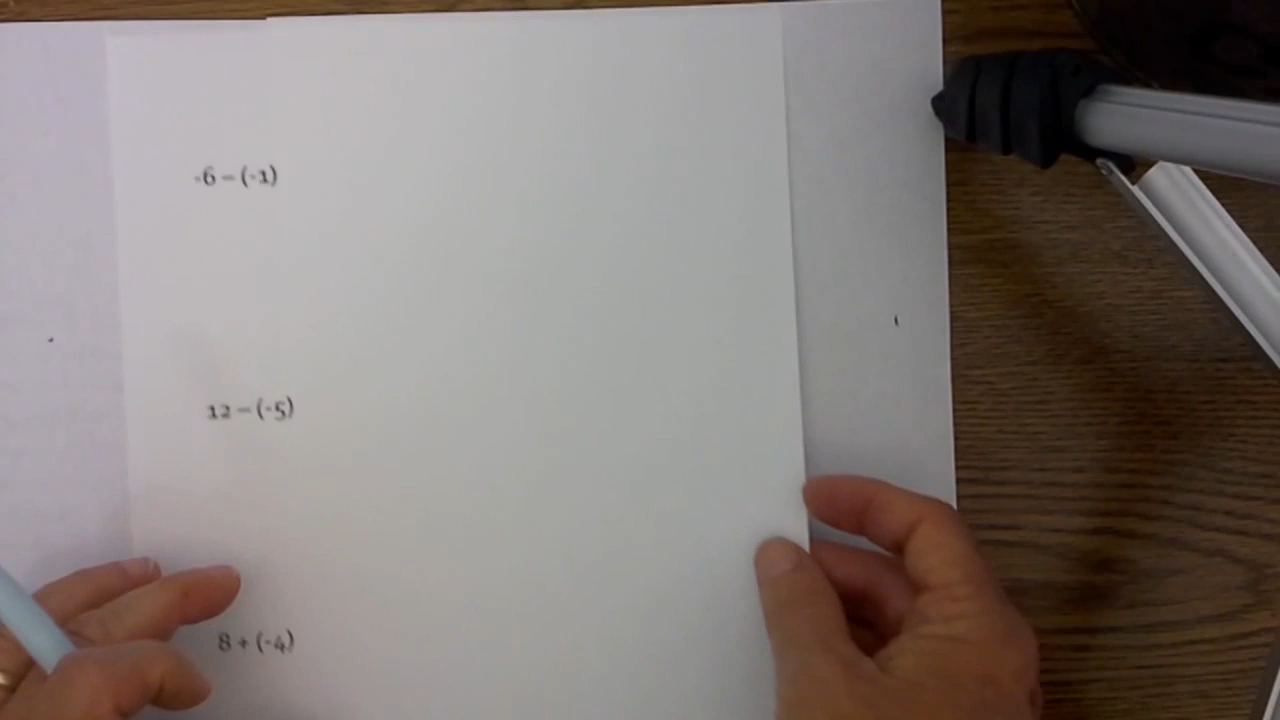 -6 – (-1)
12 – (-5)
8 + (-4)